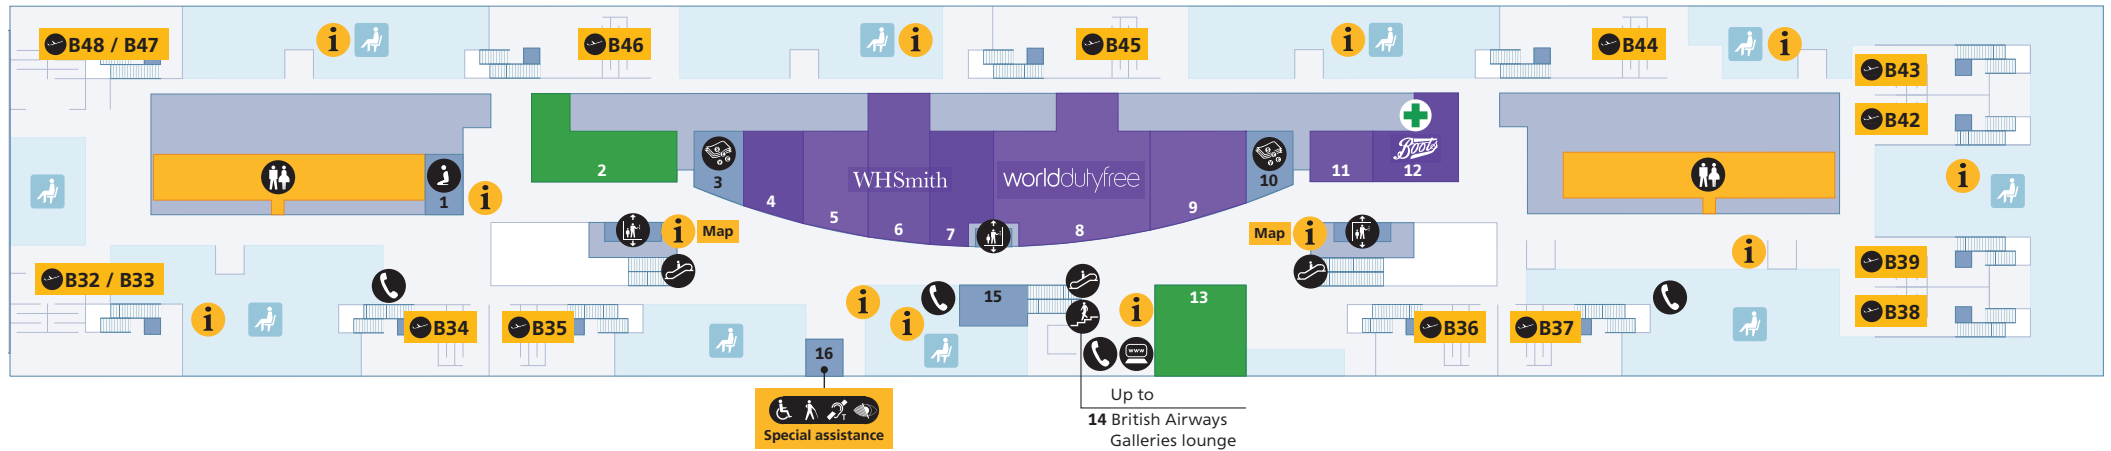 B48 / B47
i
i
B46
B45
i
B44
i
B43
B42
1
i
2
3
4
5
WHSmith
6
7
worlddutyfree
8
9
10
11
Boots
12
i
i
Map
Map
i
i
B32 / B33
B39
B38
i
B34
B35
i
i
15
i
13
www
B36
B37
16
Special assistance
T
Up to
14 British Airways
Galleries lounge